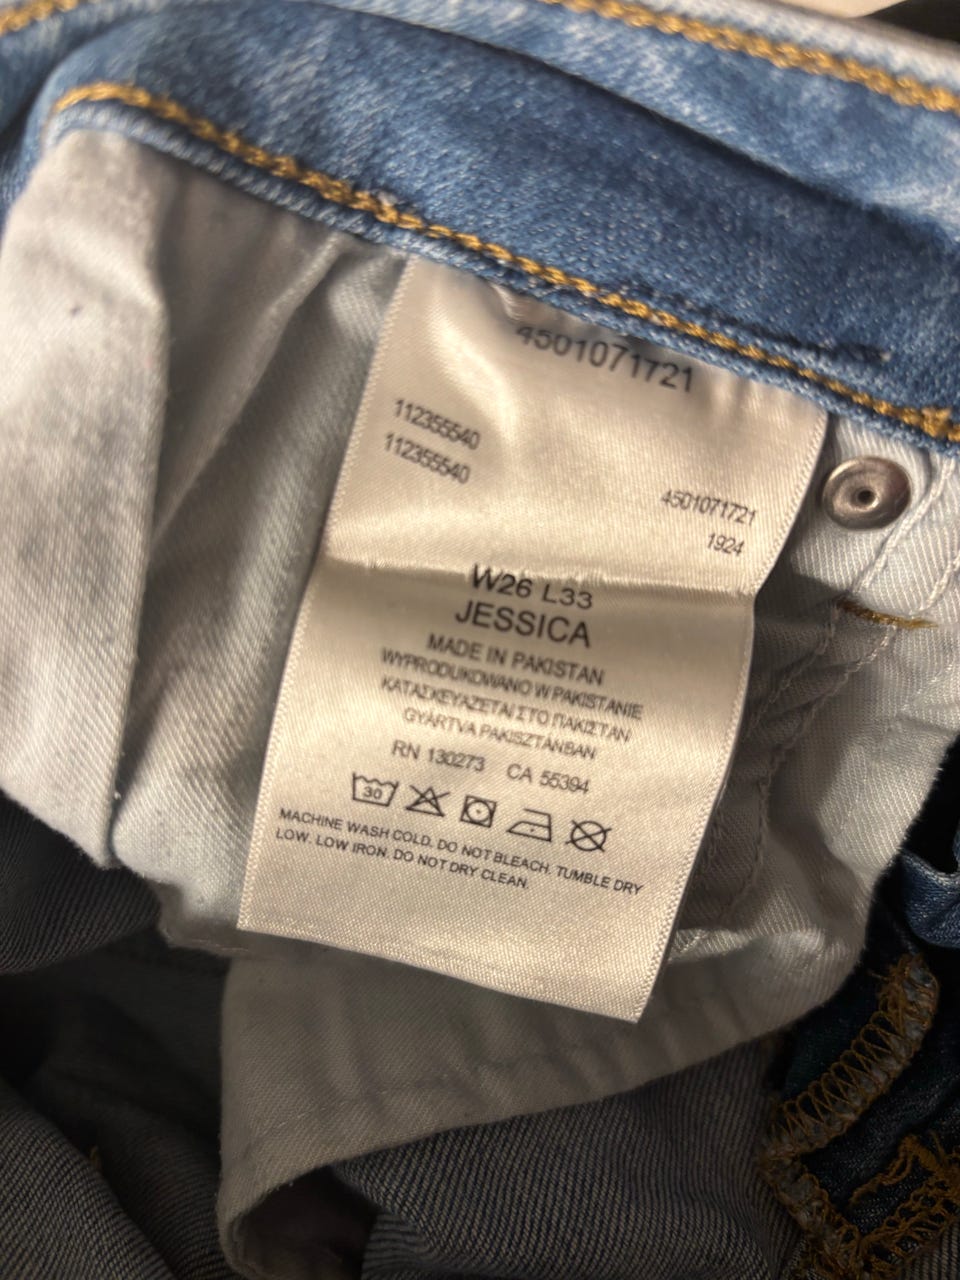 4501071721
112355540
112355540
4501071721
1924
W26 L33
JESSICA
MADE IN PAKISTAN
WYPRODUKOWANO W PAKISTANIE
ΚΑΤΑΣΚΕΥΑΖΕΤΑΙ ΣΤΟ ΠΑΚΙΣΤΑΝ
GYÁRTVA PAKISZTÁNBAN
RN 130273 CA 55394
30
MACHINE WASH COLD. DO NOT BLEACH. TUMBLE DRY
LOW. LOW IRON. DO NOT DRY CLEAN.